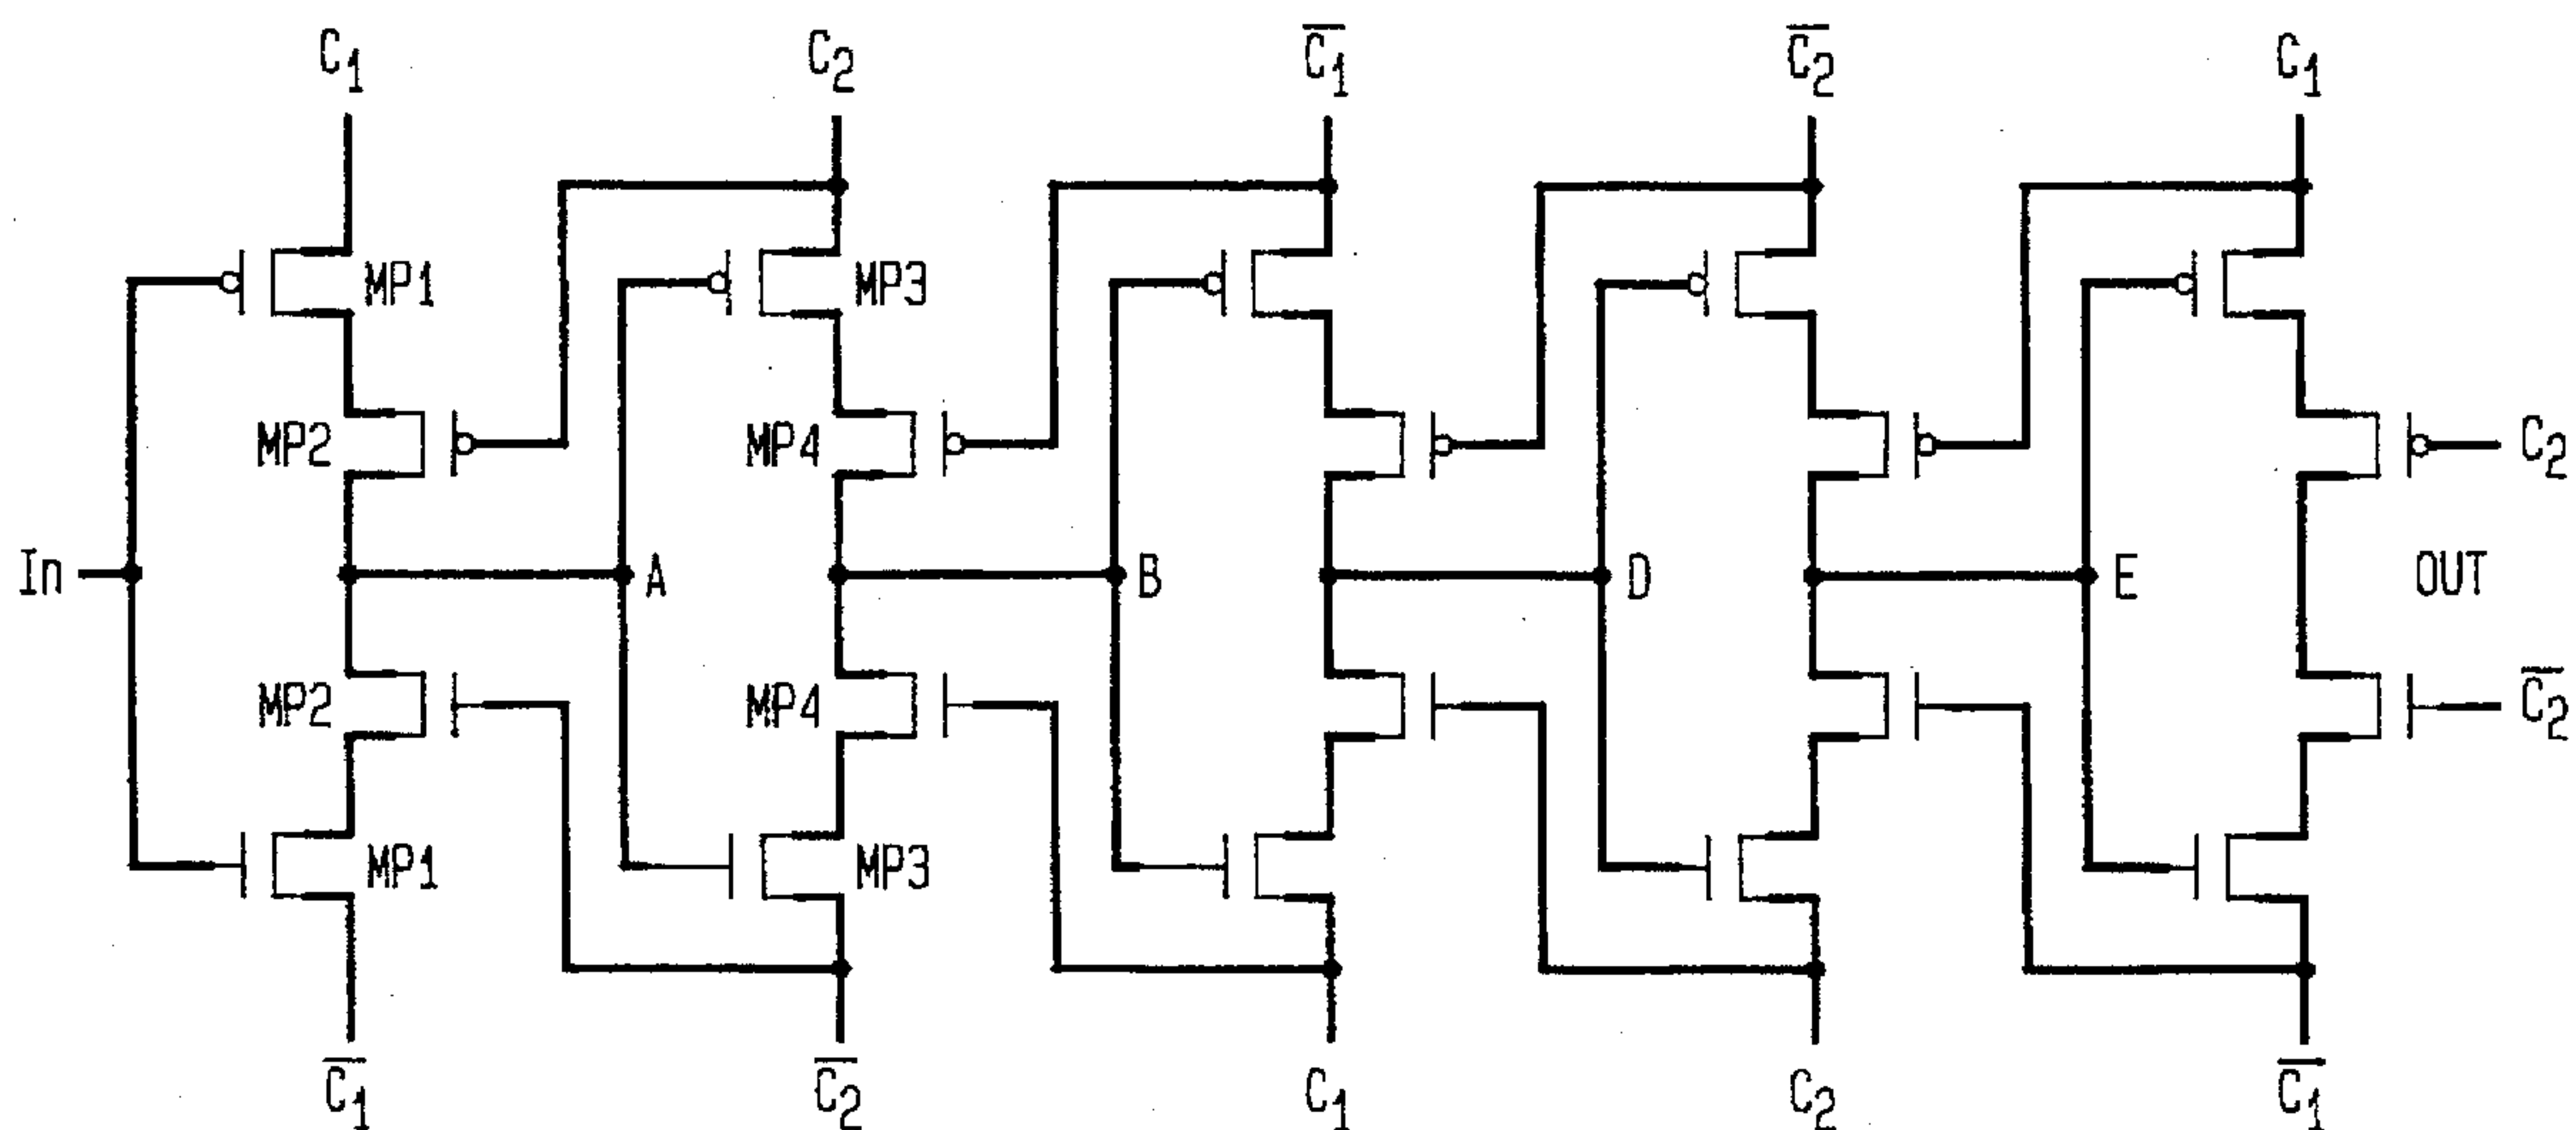 C₁ C₂ C̅₁ C̅₂ C₁
MP1 MP3
MP2 MP4 C₂
In A B D E OUT
MP2 MP4 C̅₂
MP1 MP3
C̅₁ C̅₂ C₁ C₂ C̅₁